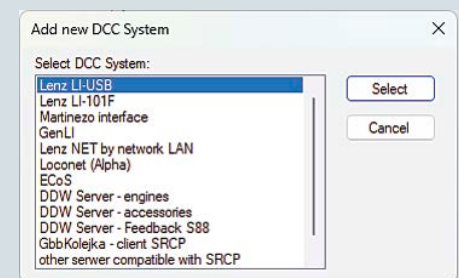 Add new DCC System
Select DCC System:
Lenz LI-USB
Lenz LI-101F
Martinezo interface
GenLI
Lenz NET by network LAN
Loconet (Alpha)
ECoS
DDW Server - engines
DDW Server - accessories
DDW Server - Feedback S88
GbbKolejka - client SRCP
other server compatible with SRCP
Select
Cancel